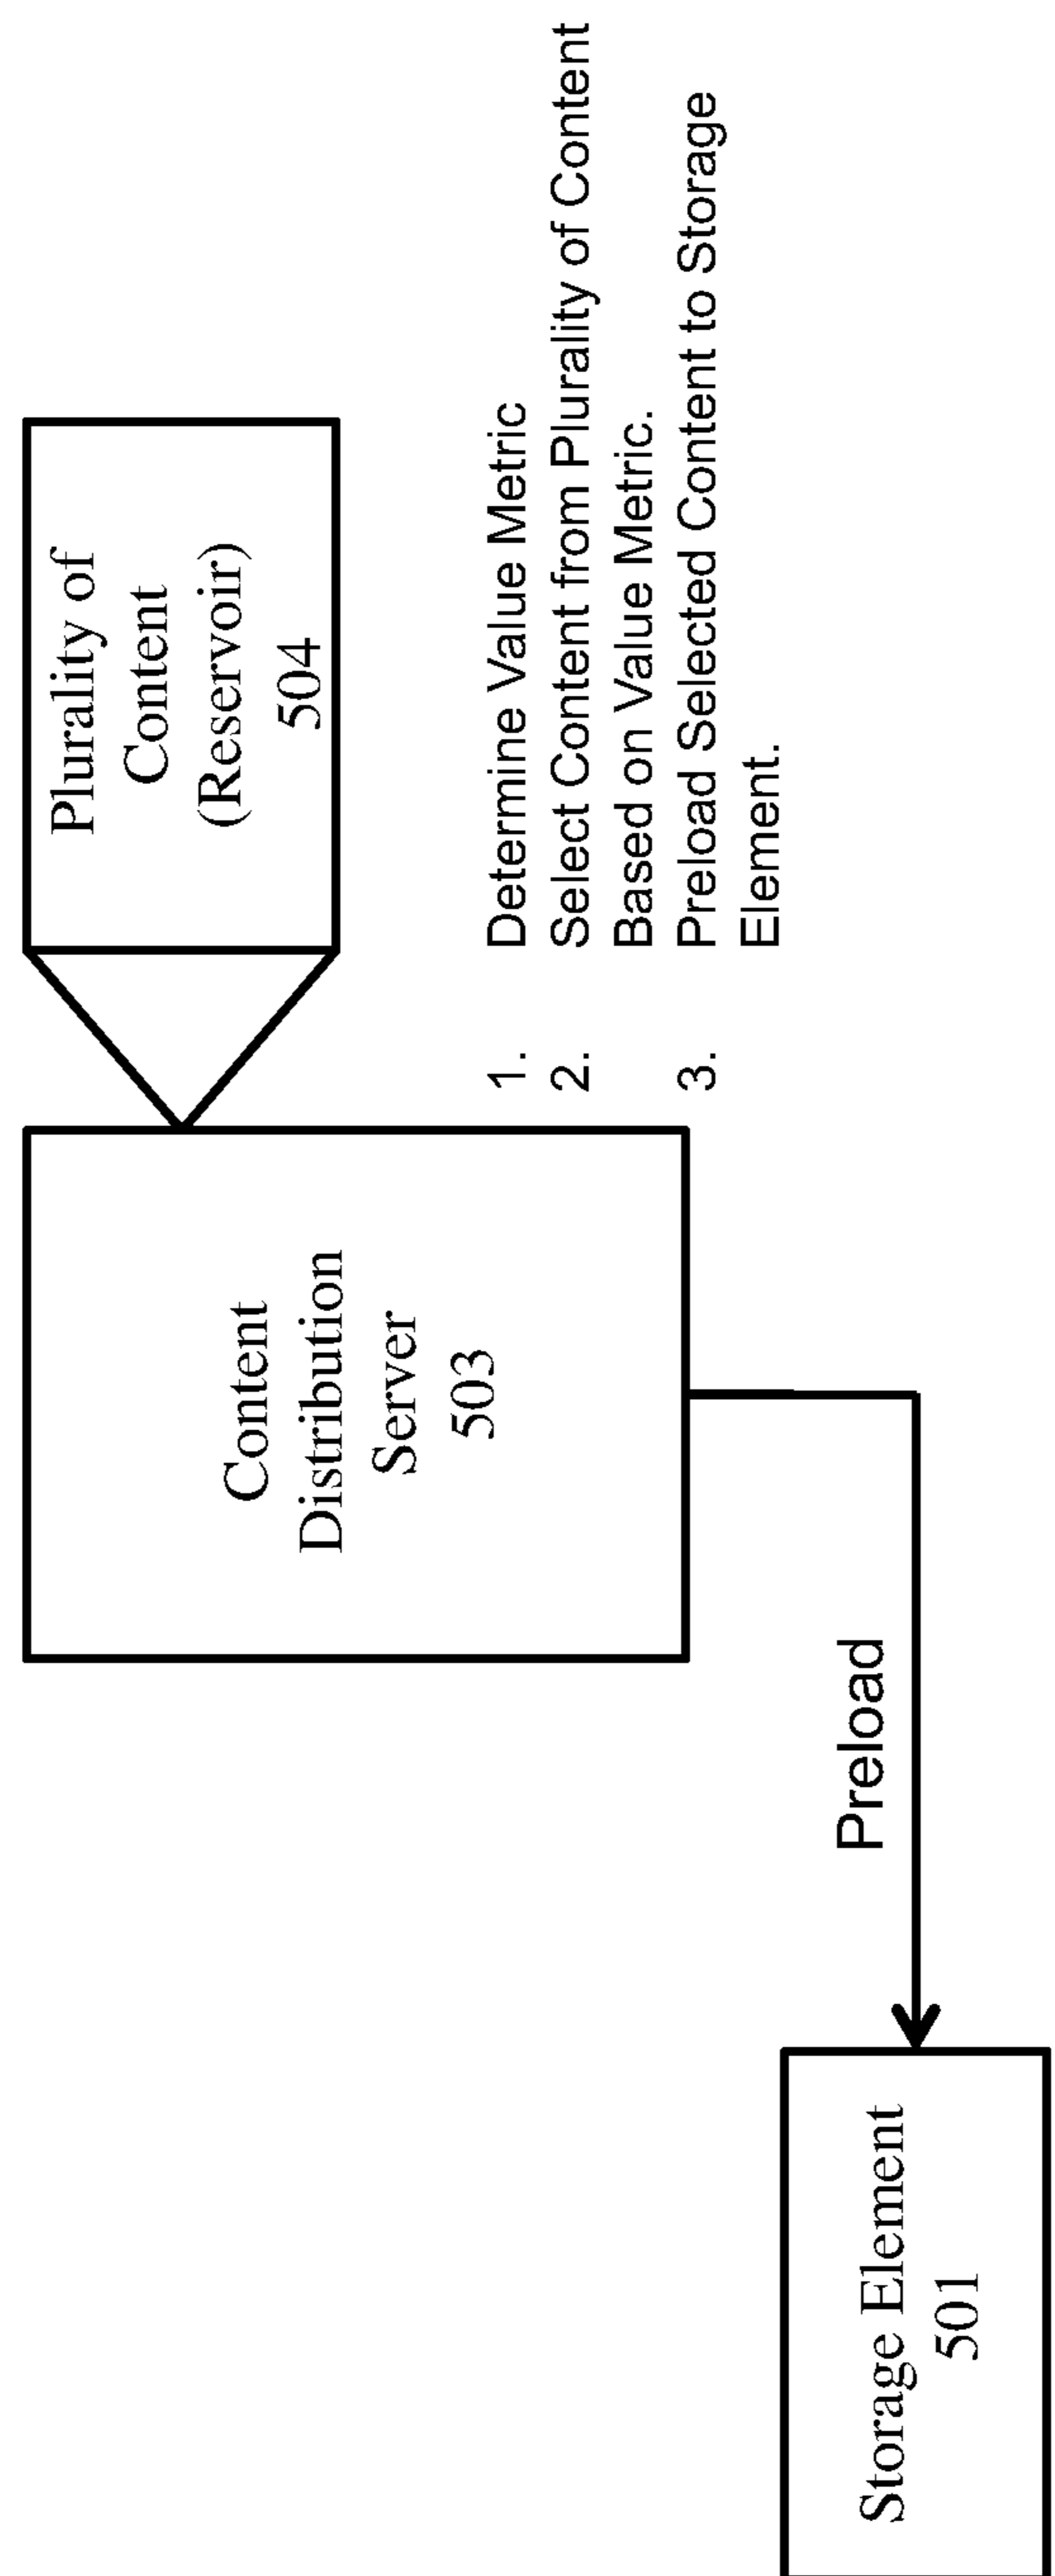 Plurality of
Content
(Reservoir)
504
Content
Distribution
Server
503
1. Determine Value Metric
2. Select Content from Plurality of Content
Based on Value Metric.
3. Preload Selected Content to Storage
Element.
Preload
Storage Element
501